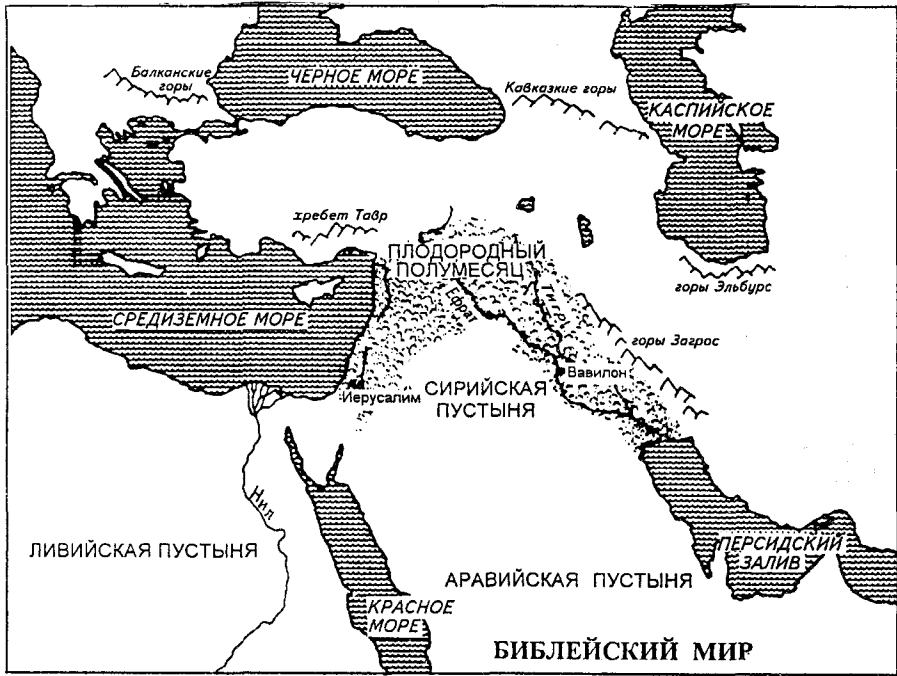 Балканские
горы
ЧЕРНОЕ МОРЕ
Кавказкие горы
КАСПИЙСКОЕ
МОРЕ
хребет Тавр
ПЛОДОРОДНЫЙ
ПОЛУМЕСЯЦ
горы Эльбурс
Ефрат
Тигр
СРЕДИЗЕМНОЕ МОРЕ
горы Загрос
Вавилон
Иерусалим
СИРИЙСКАЯ
ПУСТЫНЯ
Нил
ЛИВИЙСКАЯ ПУСТЫНЯ
ПЕРСИДСКИЙ
ЗАЛИВ
АРАВИЙСКАЯ ПУСТЫНЯ
КРАСНОЕ
МОРЕ
БИБЛЕЙСКИЙ МИР